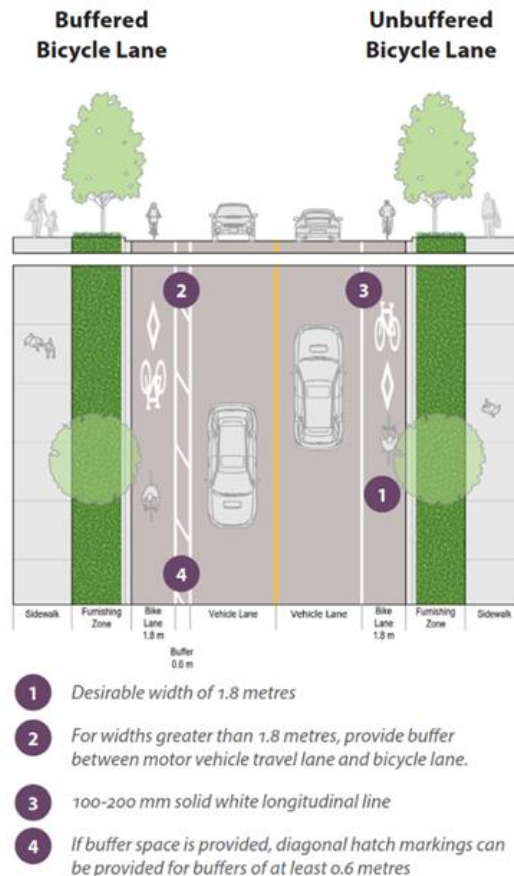 Buffered
Bicycle Lane
Unbuffered
Bicycle Lane
2
3
1
4
Sidewalk
Furnishing
Zone
Bike
Lane
1.8 m
Buffer
0.6 m
Vehicle Lane
Vehicle Lane
Bike
Lane
1.8 m
Furnishing
Zone
Sidewalk
1 Desirable width of 1.8 metres
2 For widths greater than 1.8 metres, provide buffer
between motor vehicle travel lane and bicycle lane.
3 100-200 mm solid white longitudinal line
4 If buffer space is provided, diagonal hatch markings can
be provided for buffers of at least 0.6 metres